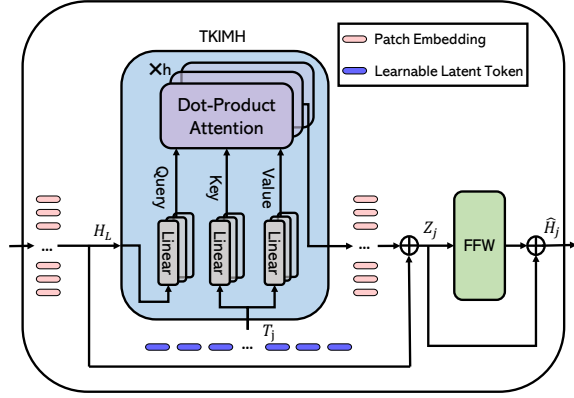 TKIMH
Patch Embedding
Learnable Latent Token
×h
Dot-Product
Attention
Query
Key
Value
Linear
Linear
Linear
...
H_L
...
Z_j
FFW
Ĥ_j
T_j
...